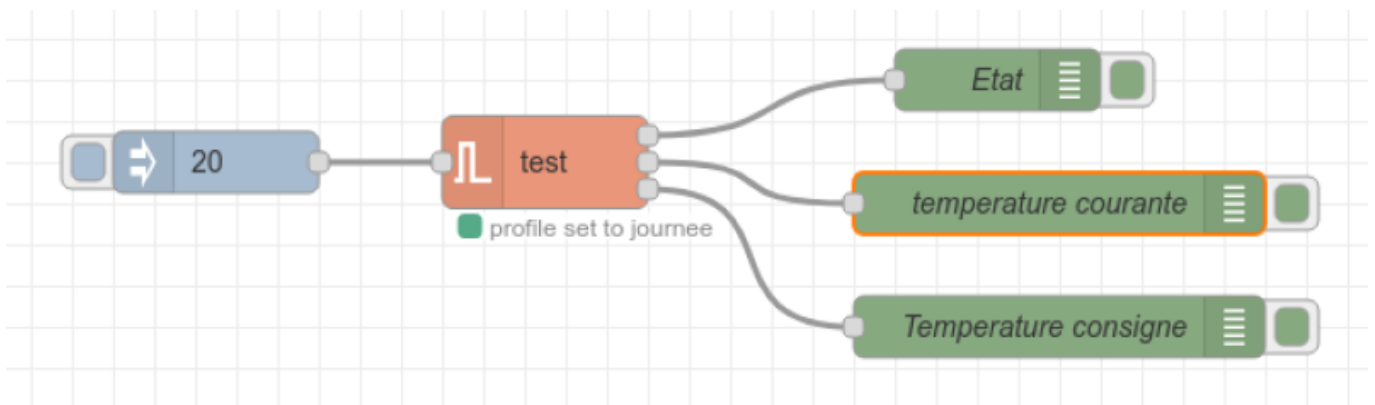 Etat
20
test
temperature courante
profile set to journee
Temperature consigne